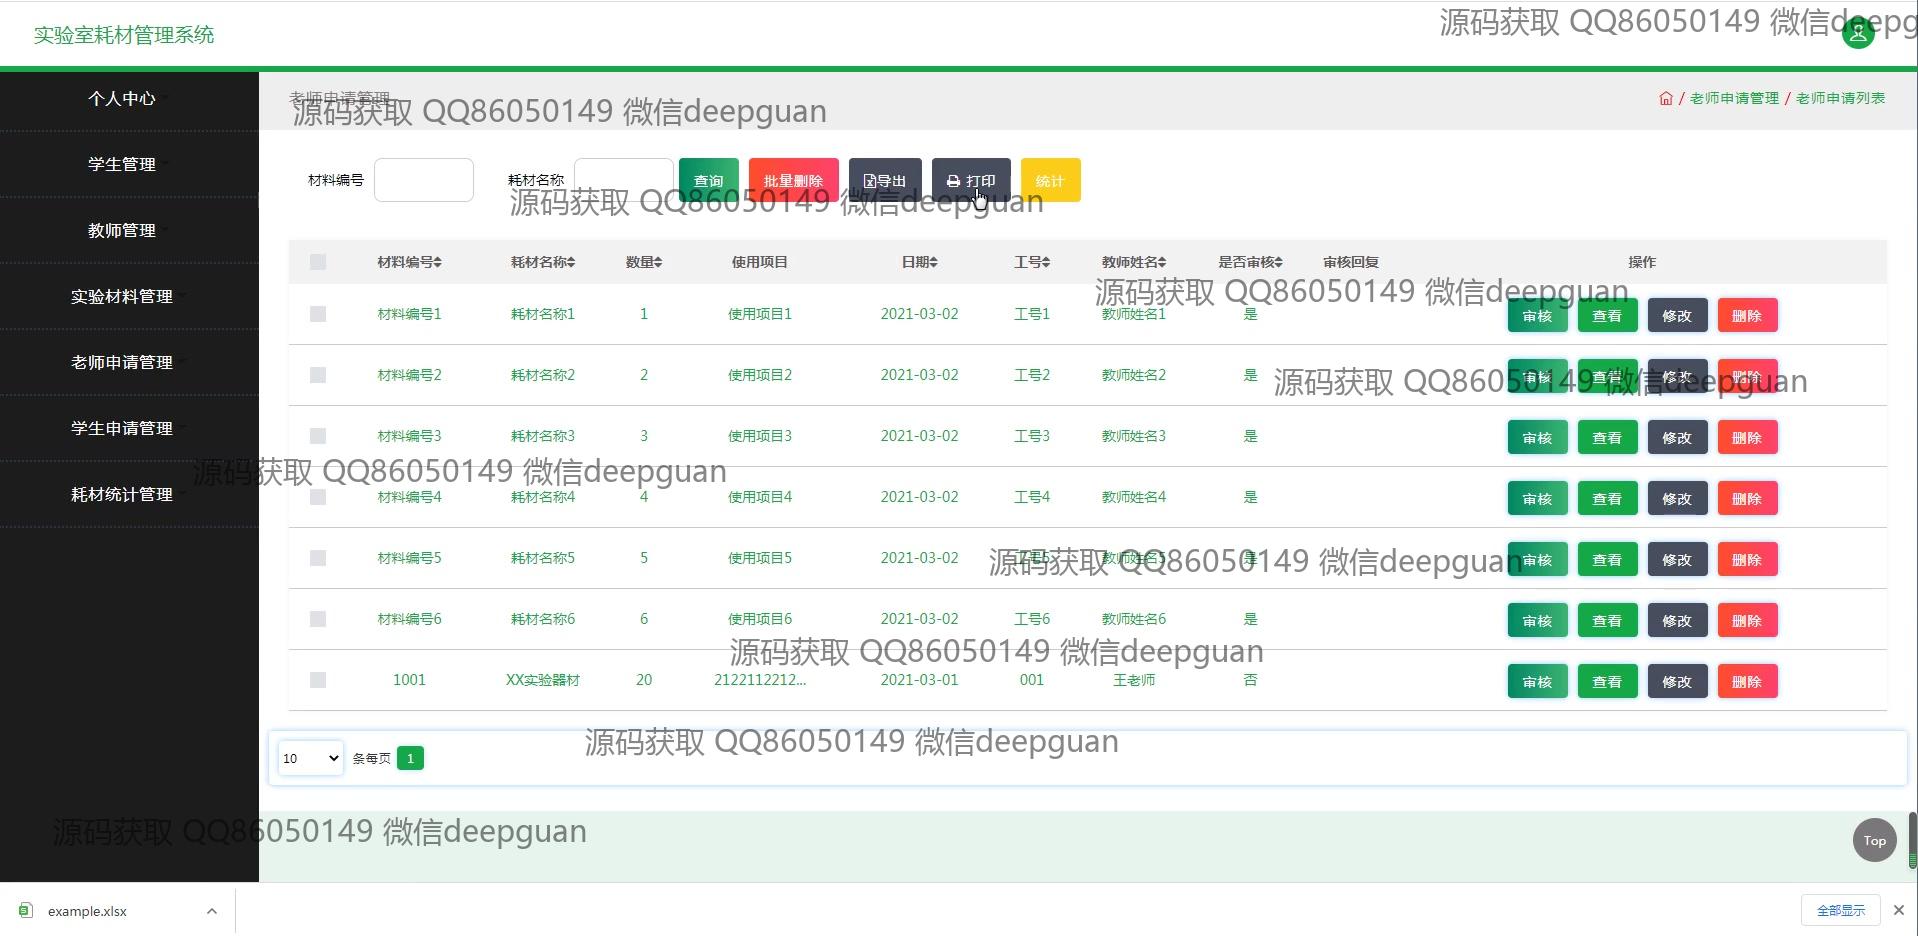 实验室耗材管理系统
源码获取 QQ86050149 微信deepg
个人中心
学生管理
教师管理
实验材料管理
老师申请管理
学生申请管理
耗材统计管理
老师申请管理
源码获取 QQ86050149 微信deepguan
/ 老师申请管理 / 老师申请列表
材料编号 耗材名称 查询 批量删除 导出 打印 统计
源码获取 QQ86050149 微信deepguan
材料编号 耗材名称 数量 使用项目 日期 工号 教师姓名 是否审核 审核回复 操作
源码获取 QQ86050149 微信deepguan
材料编号1 耗材名称1 1 使用项目1 2021-03-02 工号1 教师姓名1 是 审核 查看 修改 删除
材料编号2 耗材名称2 2 使用项目2 2021-03-02 工号2 教师姓名2 是 审核 查看 修改 删除
源码获取 QQ86050149 微信deepguan
材料编号3 耗材名称3 3 使用项目3 2021-03-02 工号3 教师姓名3 是 审核 查看 修改 删除
源码获取 QQ86050149 微信deepguan
材料编号4 耗材名称4 4 使用项目4 2021-03-02 工号4 教师姓名4 是 审核 查看 修改 删除
材料编号5 耗材名称5 5 使用项目5 2021-03-02 工号5 教师姓名5 是 审核 查看 修改 删除
源码获取 QQ86050149 微信deepguan
材料编号6 耗材名称6 6 使用项目6 2021-03-02 工号6 教师姓名6 是 审核 查看 修改 删除
源码获取 QQ86050149 微信deepguan
1001 XX实验器材 20 2122112212... 2021-03-01 001 王老师 否 审核 查看 修改 删除
源码获取 QQ86050149 微信deepguan
10 条每页 1
源码获取 QQ86050149 微信deepguan
Top
example.xlsx
全部显示